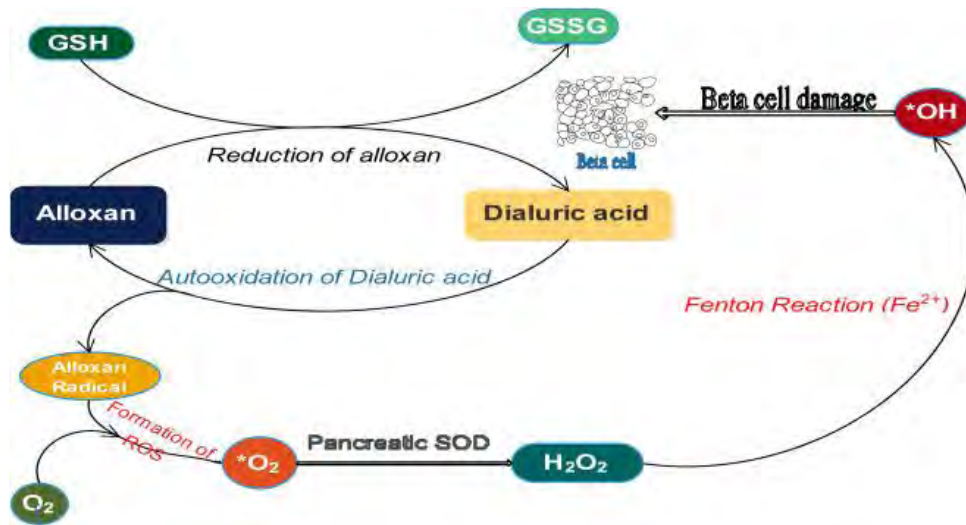 GSH
GSSG
Beta cell damage
*OH
Reduction of alloxan
Beta cell
Alloxan
Dialuric acid
Autooxidation of Dialuric acid
Fenton Reaction (Fe²⁺)
Alloxan
Radical
Formation of
ROS
*O₂
Pancreatic SOD
H₂O₂
O₂